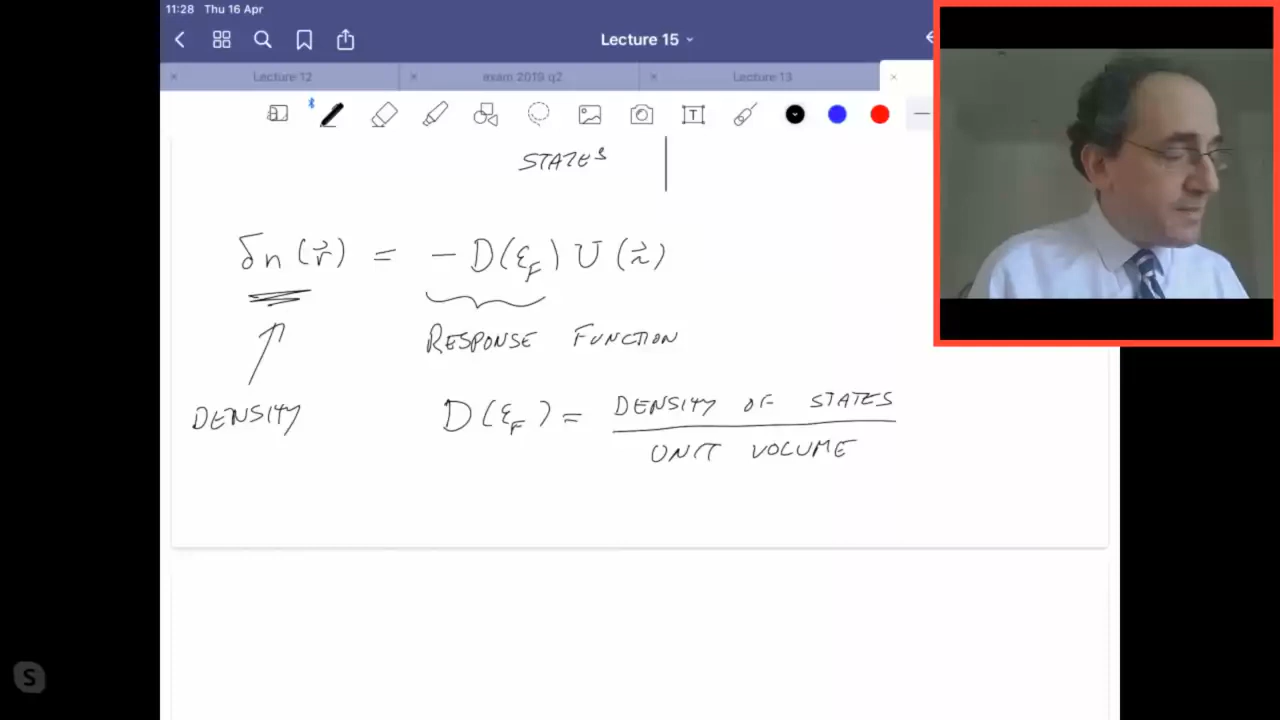 11:28 Thu 16 Apr
Lecture 15
Lecture 12
exam 2019 q2
Lecture 13
T
STATES
δn(r⃗) = − D(ε_F) U(r⃗)
RESPONSE FUNCTION
DENSITY
D(ε_F) = DENSITY OF STATES
UNIT VOLUME
S